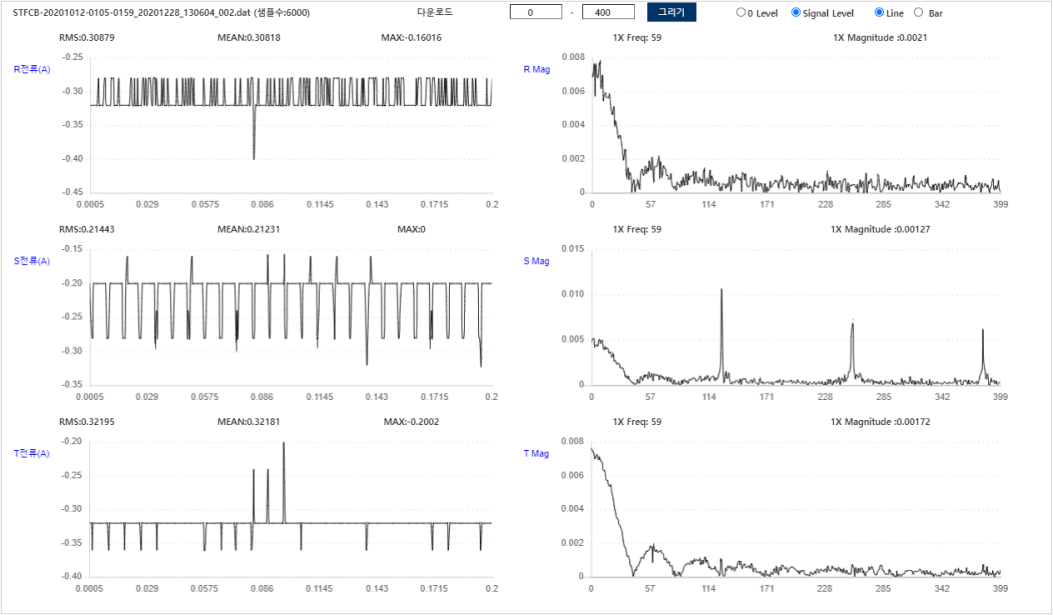 STFCB-20201012-0105-0159_20201228_130604_002.dat (샘플수:6000) 다운로드 0 - 400 그리기 0 Level Signal Level Line Bar
RMS:0.30879 MEAN:0.30818 MAX:-0.16016 1X Freq: 59 1X Magnitude :0.0021
R전류(A) -0.25 -0.30 -0.35 -0.40 -0.45
0.0005 0.029 0.0575 0.086 0.1145 0.143 0.1715 0.2
R Mag 0.008 0.006 0.004 0.002 0
0 57 114 171 228 285 342 399
RMS:0.21443 MEAN:0.21231 MAX:0 1X Freq: 59 1X Magnitude :0.00127
S전류(A) -0.15 -0.20 -0.25 -0.30 -0.35
0.0005 0.029 0.0575 0.086 0.1145 0.143 0.1715 0.2
S Mag 0.015 0.010 0.005 0
0 57 114 171 228 285 342 399
RMS:0.32195 MEAN:0.32181 MAX:-0.2002 1X Freq: 59 1X Magnitude :0.00172
T전류(A) -0.20 -0.25 -0.30 -0.35 -0.40
0.0005 0.029 0.0575 0.086 0.1145 0.143 0.1715 0.2
T Mag 0.008 0.006 0.004 0.002 0
0 57 114 171 228 285 342 399